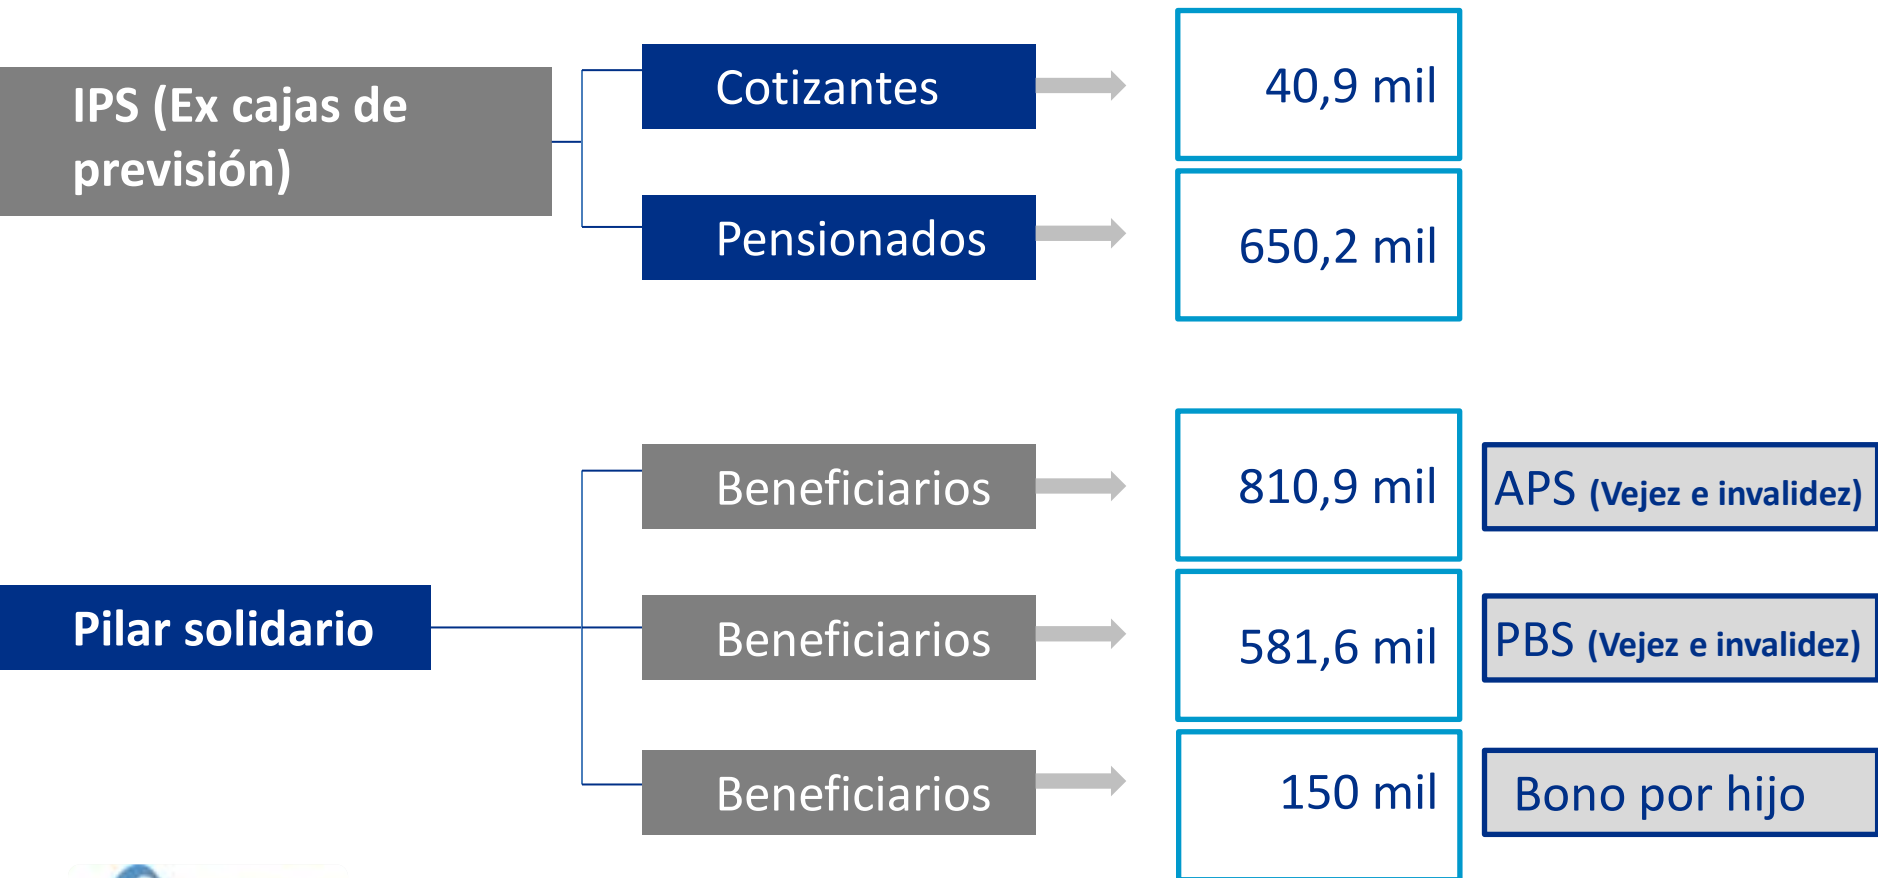 IPS (Ex cajas de
previsión)
Cotizantes
40,9 mil
Pensionados
650,2 mil
Pilar solidario
Beneficiarios
810,9 mil
APS (Vejez e invalidez)
Beneficiarios
581,6 mil
PBS (Vejez e invalidez)
Beneficiarios
150 mil
Bono por hijo